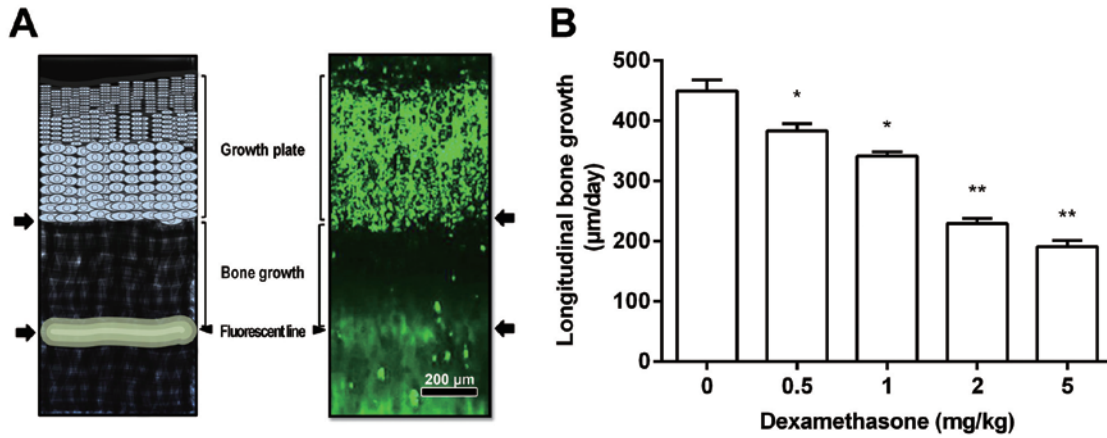 A
Growth plate
Bone growth
Fluorescent line
200 µm
B
Longitudinal bone growth
(µm/day)
500
400
300
200
100
0
*
*
**
**
0 0.5 1 2 5
Dexamethasone (mg/kg)